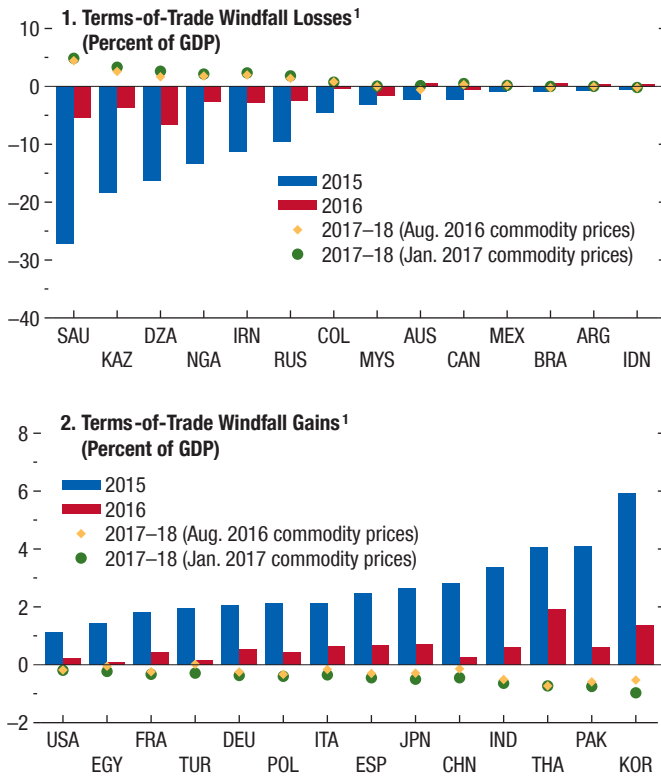 1. Terms-of-Trade Windfall Losses¹
(Percent of GDP)
10
0
–10
–20
–30
–40
2015
2016
2017–18 (Aug. 2016 commodity prices)
2017–18 (Jan. 2017 commodity prices)
SAU DZA IRN COL AUS MEX ARG
KAZ NGA RUS MYS CAN BRA IDN
2. Terms-of-Trade Windfall Gains¹
(Percent of GDP)
8
6
4
2
0
–2
2015
2016
2017–18 (Aug. 2016 commodity prices)
2017–18 (Jan. 2017 commodity prices)
USA FRA DEU ITA JPN IND PAK
EGY TUR POL ESP CHN THA KOR